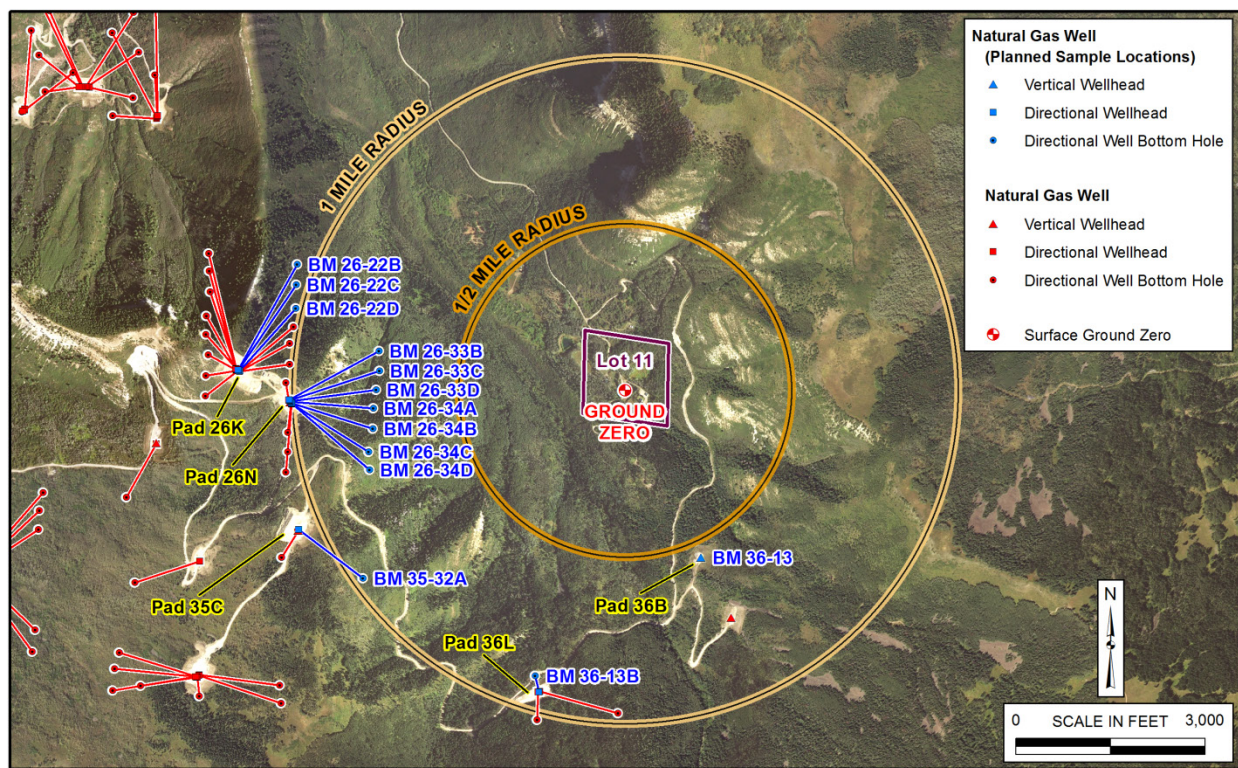 Natural Gas Well
(Planned Sample Locations)
Vertical Wellhead
Directional Wellhead
Directional Well Bottom Hole
Natural Gas Well
Vertical Wellhead
Directional Wellhead
Directional Well Bottom Hole
Surface Ground Zero
1 MILE RADIUS
1/2 MILE RADIUS
BM 26-22B
BM 26-22C
BM 26-22D
BM 26-33B
BM 26-33C
BM 26-33D
BM 26-34A
BM 26-34B
BM 26-34C
BM 26-34D
Pad 26K
Pad 26N
Lot 11
GROUND
ZERO
BM 35-32A
Pad 35C
BM 36-13
Pad 36B
Pad 36L
BM 36-13B
N
0 SCALE IN FEET 3,000